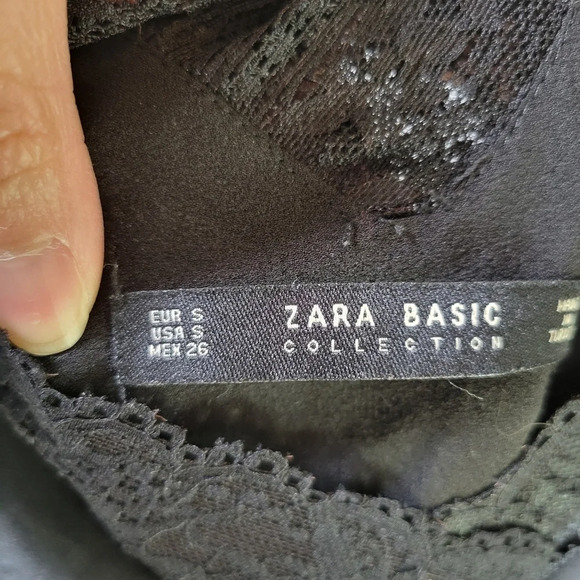 EUR S
USA S
MEX 26
ZARA BASIC
COLLECTION